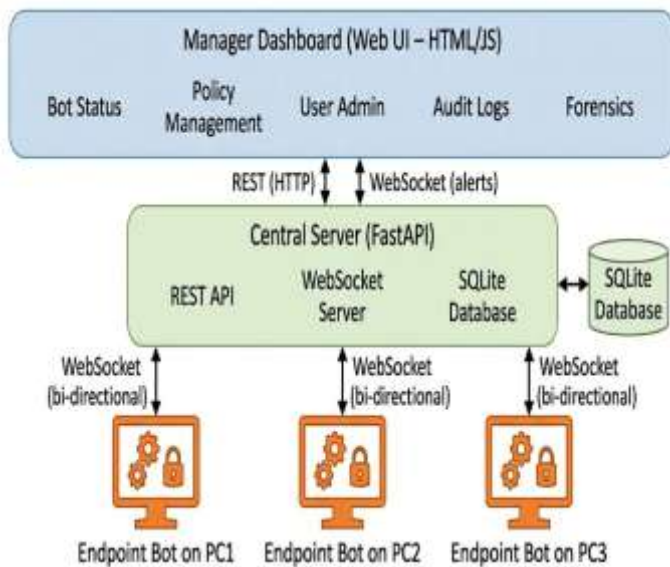 Manager Dashboard (Web UI – HTML/JS)
Bot Status
Policy
Management
User Admin
Audit Logs
Forensics
REST (HTTP)
WebSocket (alerts)
Central Server (FastAPI)
REST API
WebSocket
Server
SQLite
Database
SQLite
Database
WebSocket
(bi-directional)
WebSocket
(bi-directional)
WebSocket
(bi-directional)
Endpoint Bot on PC1
Endpoint Bot on PC2
Endpoint Bot on PC3